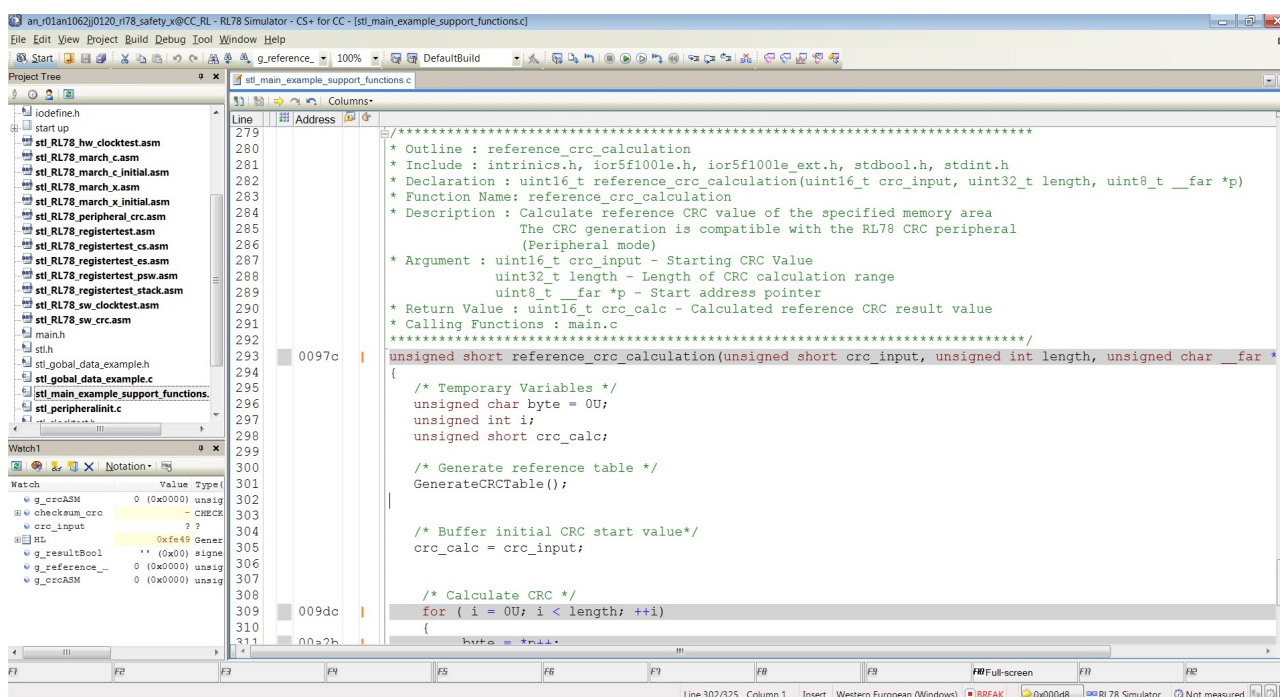 an_r01an1062jj0120_rl78_safety_x@CC_RL - RL78 Simulator - CS+ for CC - [stl_main_example_support_functions.c]
File Edit View Project Build Debug Tool Window Help
Start g_reference_ 100% DefaultBuild
Project Tree
stl_main_example_support_functions.c
Columns
Line Address
iodefine.h
start up
stl_RL78_hw_clocktest.asm
stl_RL78_march_c.asm
stl_RL78_march_c_initial.asm
stl_RL78_march_x.asm
stl_RL78_march_x_initial.asm
stl_RL78_peripheral_crc.asm
stl_RL78_registertest.asm
stl_RL78_registertest_cs.asm
stl_RL78_registertest_es.asm
stl_RL78_registertest_psw.asm
stl_RL78_registertest_stack.asm
stl_RL78_sw_clocktest.asm
stl_RL78_sw_crc.asm
main.h
stl.h
stl_gobal_data_example.h
stl_gobal_data_example.c
stl_main_example_support_functions.
stl_peripheralinit.c
Watch1
Notation
Watch Value Type(
g_crcASM 0 (0x0000) unsig
checksum_crc - CHECK
crc_input ? ?
HL 0xfe49 Gener
g_resultBool '' (0x00) signe
g_reference_... 0 (0x0000) unsig
g_crcASM 0 (0x0000) unsig
279 /*******************************************************************************
280 * Outline : reference_crc_calculation
281 * Include : intrinics.h, ior5f100le.h, ior5f100le_ext.h, stdbool.h, stdint.h
282 * Declaration : uint16_t reference_crc_calculation(uint16_t crc_input, uint32_t length, uint8_t __far *p)
283 * Function Name: reference_crc_calculation
284 * Description : Calculate reference CRC value of the specified memory area
285 The CRC generation is compatible with the RL78 CRC peripheral
286 (Peripheral mode)
287 * Argument : uint16_t crc_input - Starting CRC Value
288 uint32_t length - Length of CRC calculation range
289 uint8_t __far *p - Start address pointer
290 * Return Value : uint16_t crc_calc - Calculated reference CRC result value
291 * Calling Functions : main.c
292 *******************************************************************************/
293 0097c unsigned short reference_crc_calculation(unsigned short crc_input, unsigned int length, unsigned char __far *
294 {
295 /* Temporary Variables */
296 unsigned char byte = 0U;
297 unsigned int i;
298 unsigned short crc_calc;
299
300 /* Generate reference table */
301 GenerateCRCTable();
302
303
304 /* Buffer initial CRC start value*/
305 crc_calc = crc_input;
306
307
308 /* Calculate CRC */
309 009dc for ( i = 0U; i < length; ++i)
310 {
311 00a2b byte = *p++;
F1 F2 F3 F4 F5 F6 F7 F8 F9 F10 Full-screen F11 F12
Line 302/325 Column 1 Insert Western European (Windows) BREAK 0x000d8 RL78 Simulator Not measured